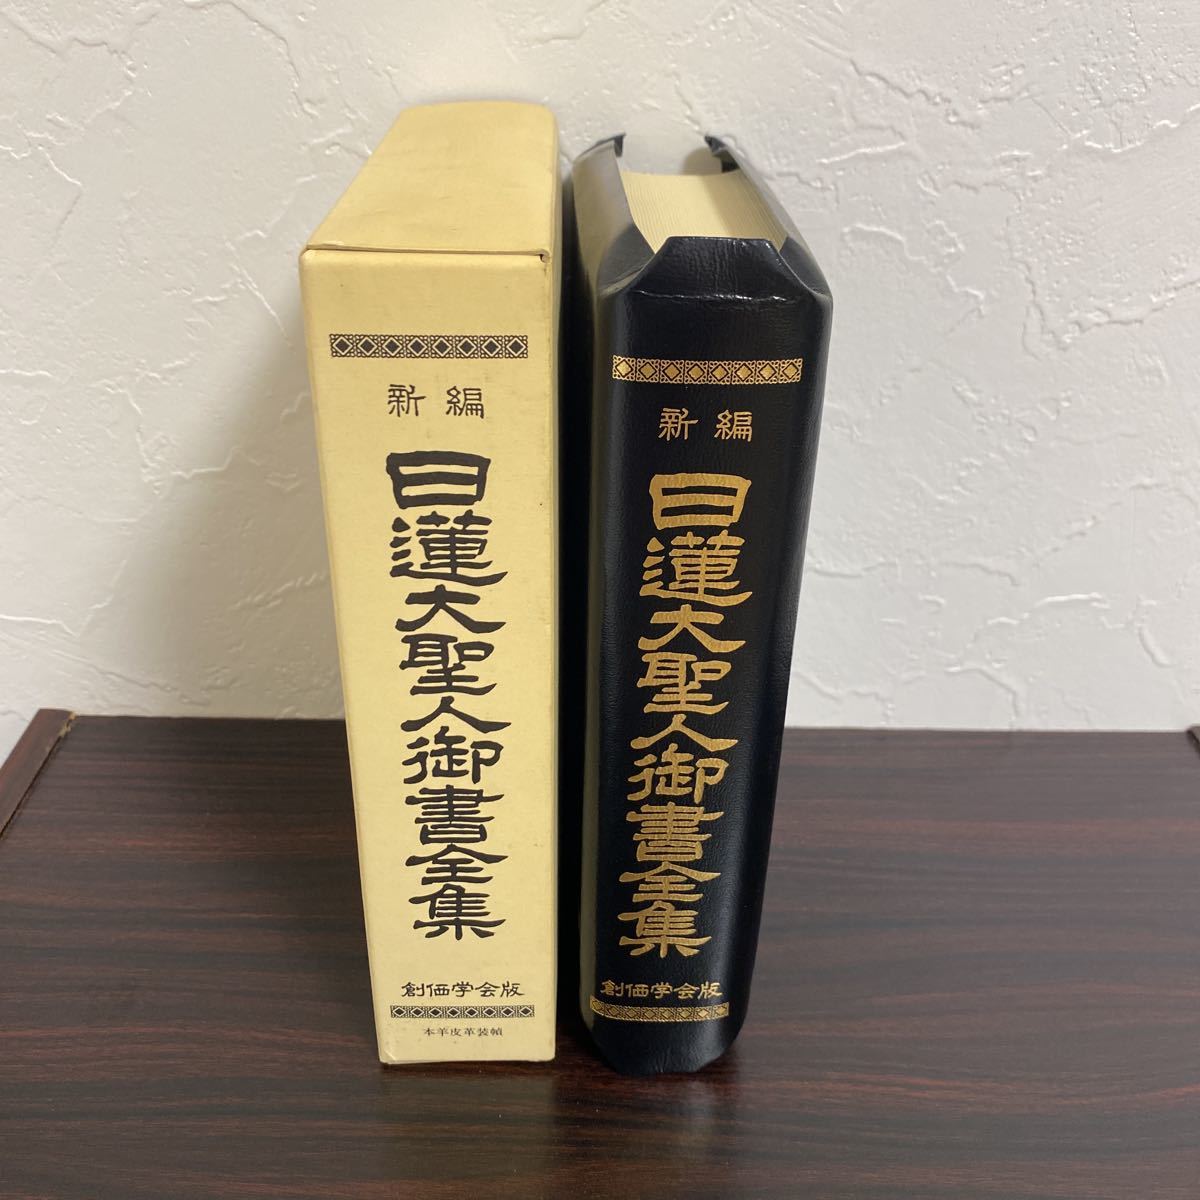 新編
日蓮大聖人御書全集
創価学会版
本羊皮革装幀
新編
日蓮大聖人御書全集
創価学会版